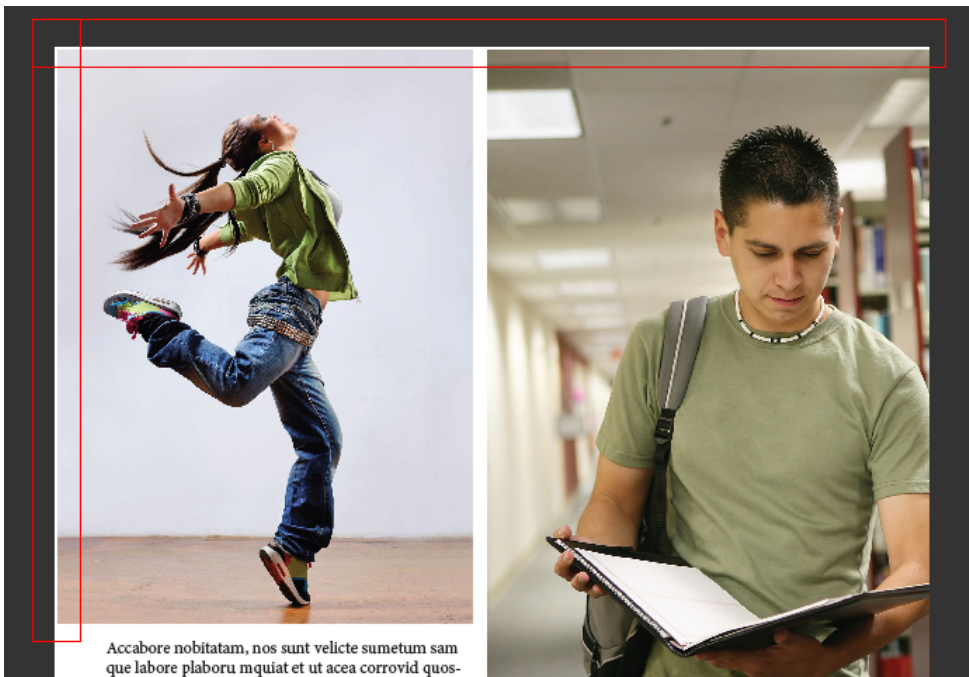 Accabore nobitatam, nos sunt velicte sumetum sam
que labore plaboru mquiat et ut acea corrovid quos-